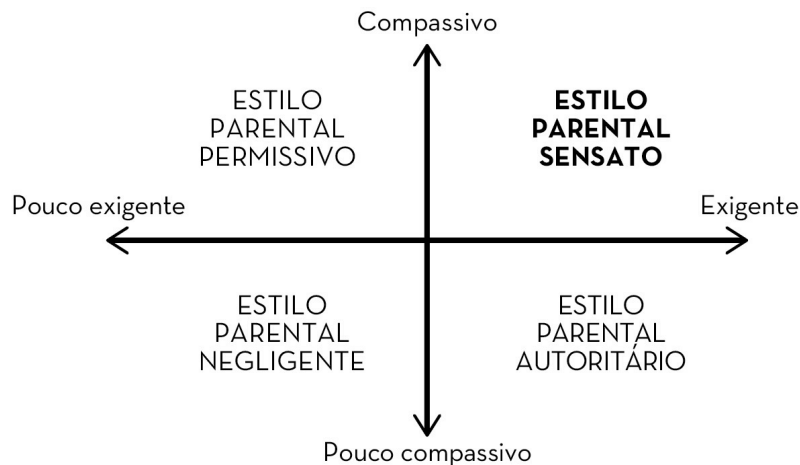 Compassivo
ESTILO
PARENTAL
PERMISSIVO
ESTILO
PARENTAL
SENSATO
Pouco exigente
Exigente
ESTILO
PARENTAL
NEGLIGENTE
ESTILO
PARENTAL
AUTORITÁRIO
Pouco compassivo